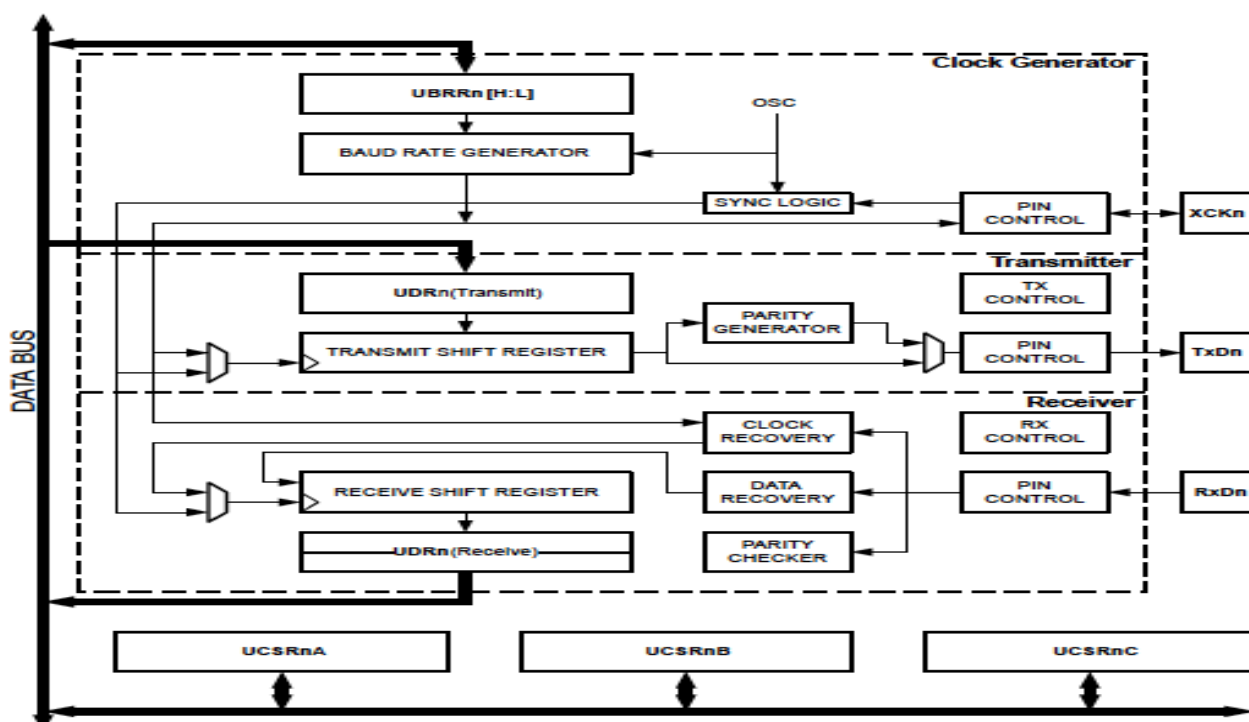 Clock Generator
UBRRn [H:L]
OSC
BAUD RATE GENERATOR
SYNC LOGIC
PIN
CONTROL
XCKn
Transmitter
UDRn(Transmit)
TX
CONTROL
PARITY
GENERATOR
TRANSMIT SHIFT REGISTER
PIN
CONTROL
TxDn
DATA BUS
Receiver
CLOCK
RECOVERY
RX
CONTROL
RECEIVE SHIFT REGISTER
DATA
RECOVERY
PIN
CONTROL
RxDn
UDRn(Receive)
PARITY
CHECKER
UCSRnA
UCSRnB
UCSRnC